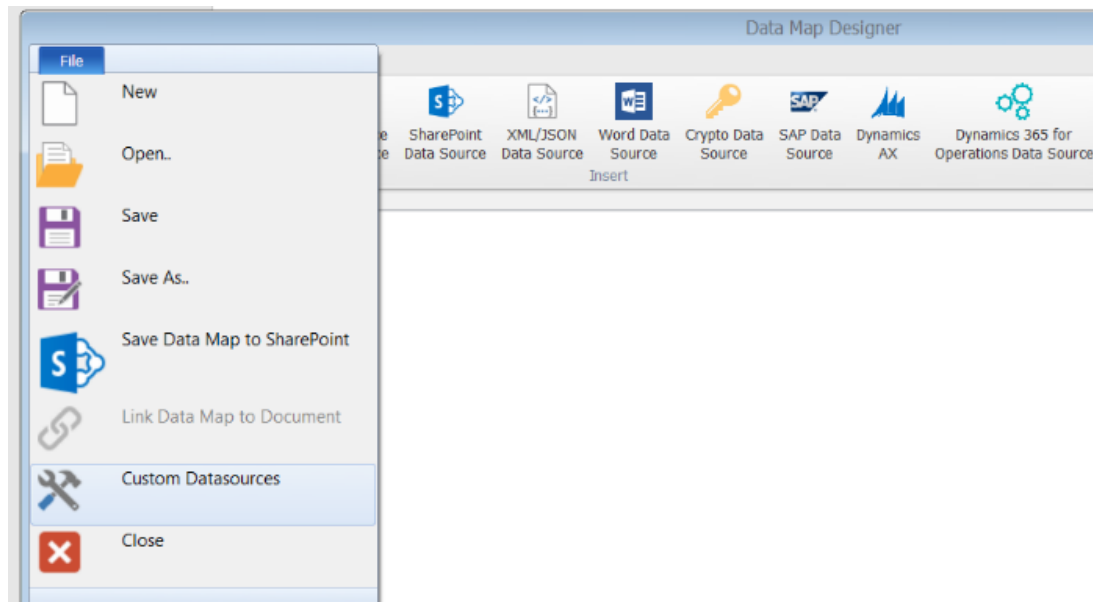 Data Map Designer
File
New
Open..
Save
Save As..
Save Data Map to SharePoint
Link Data Map to Document
Custom Datasources
Close
SharePoint
Data Source
XML/JSON
Data Source
Word Data
Source
Crypto Data
Source
SAP Data
Source
Dynamics
AX
Dynamics 365 for
Operations Data Source
Insert